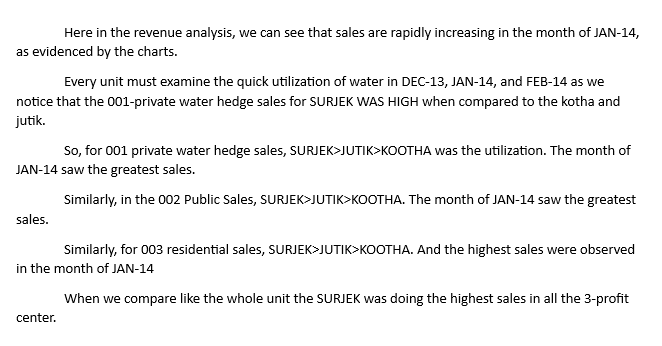 Here in the revenue analysis, we can see that sales are rapidly increasing in the month of JAN-14,
as evidenced by the charts.
Every unit must examine the quick utilization of water in DEC-13, JAN-14, and FEB-14 as we
notice that the 001-private water hedge sales for SURJEK WAS HIGH when compared to the kotha and
jutik.
So, for 001 private water hedge sales, SURJEK>JUTIK>KOOTHA was the utilization. The month of
JAN-14 saw the greatest sales.
Similarly, in the 002 Public Sales, SURJEK>JUTIK>KOOTHA. The month of JAN-14 saw the greatest
sales.
Similarly, for 003 residential sales, SURJEK>JUTIK>KOOTHA. And the highest sales were observed
in the month of JAN-14
When we compare like the whole unit the SURJEK was doing the highest sales in all the 3-profit
center.